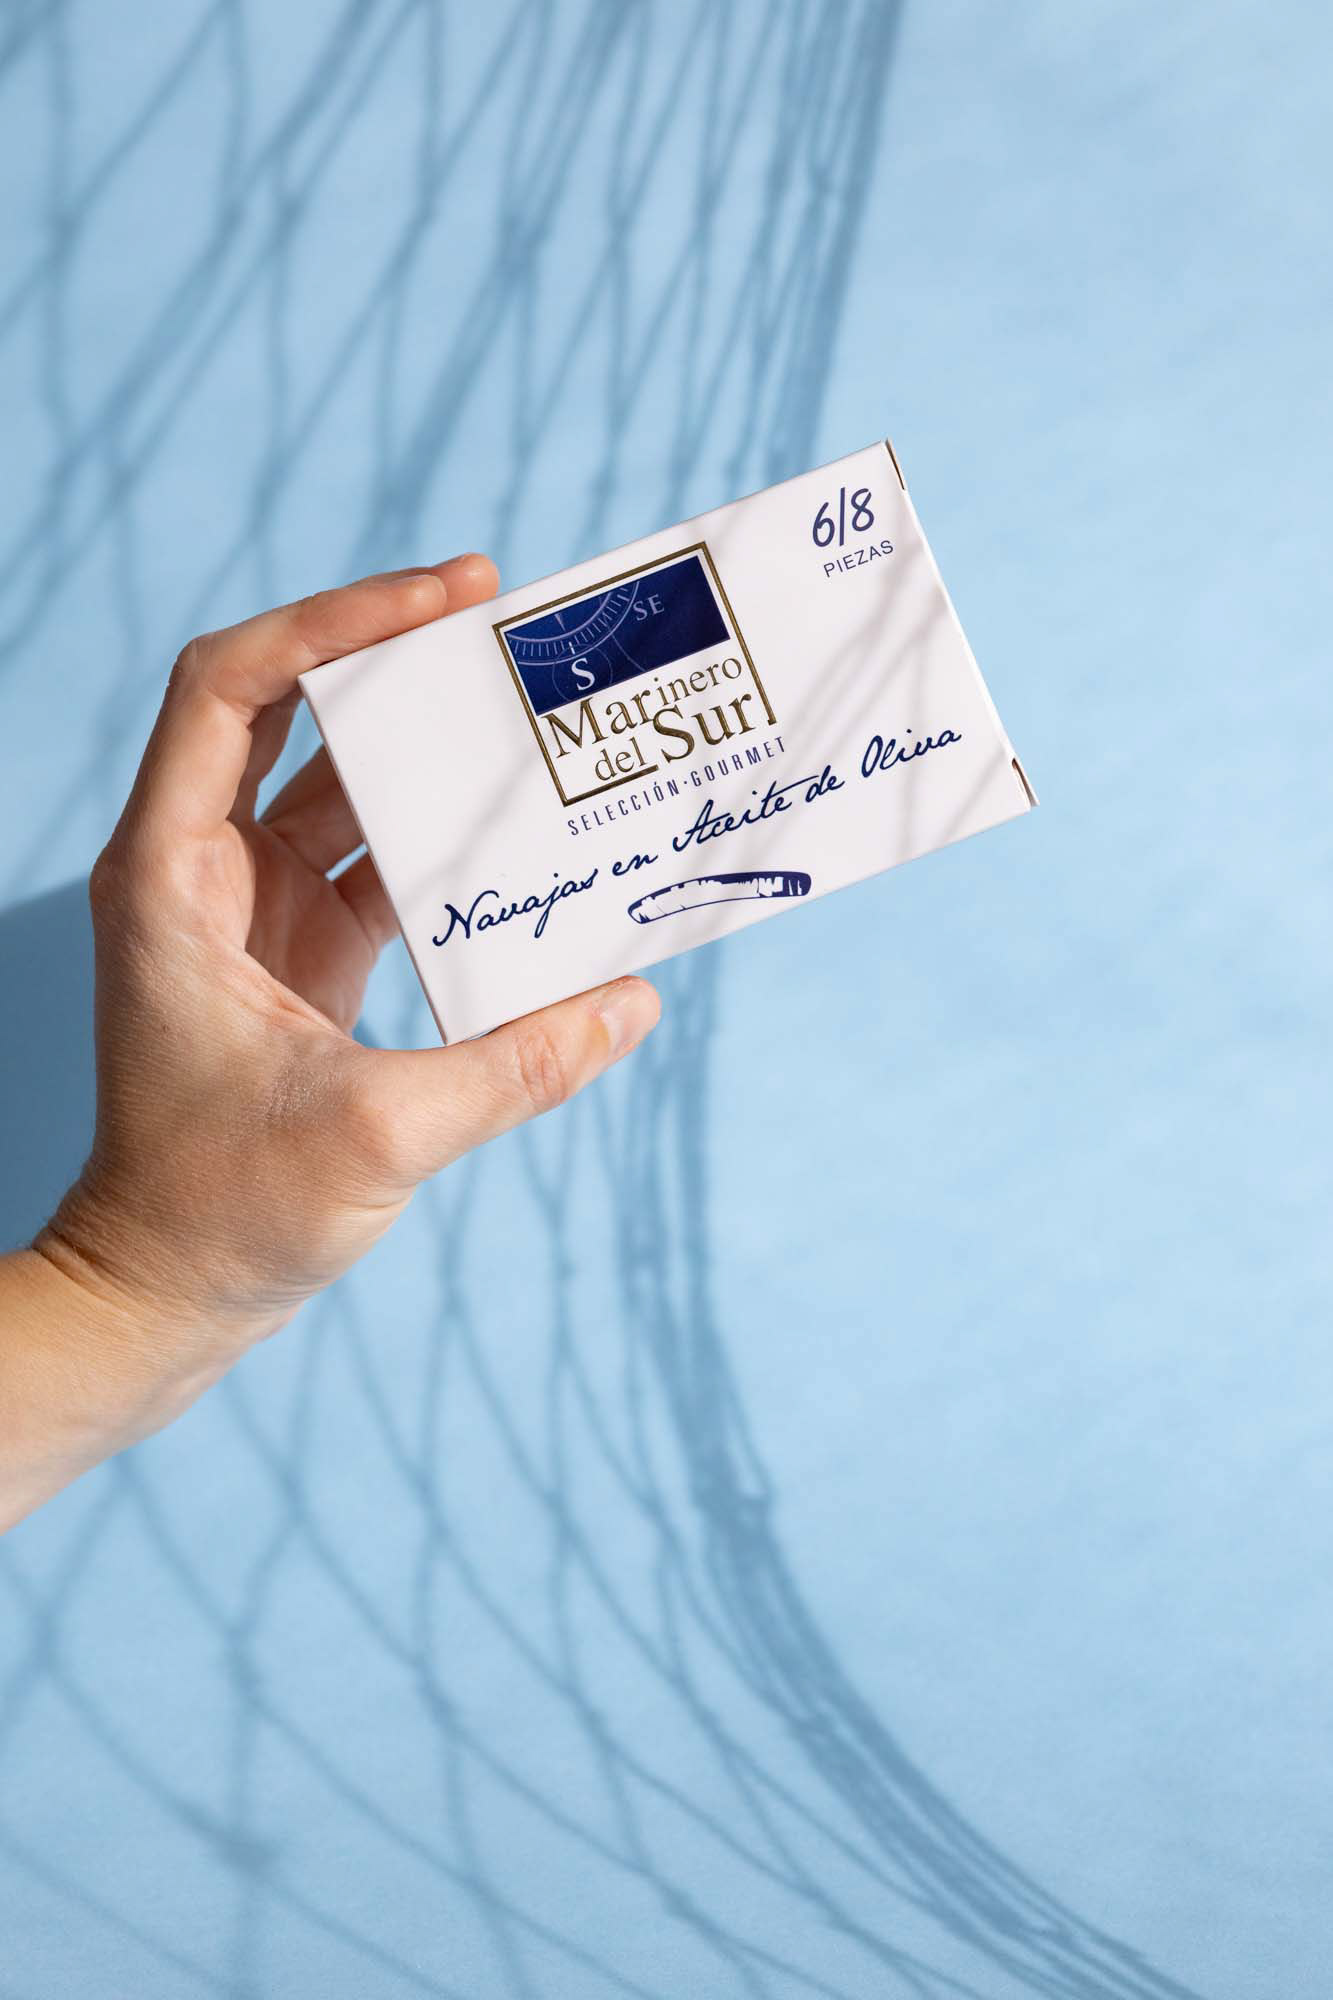 6/8
PIEZAS
SE
S
Marinero
del Sur
SELECCIÓN·GOURMET
Navajas en Aceite de Oliva